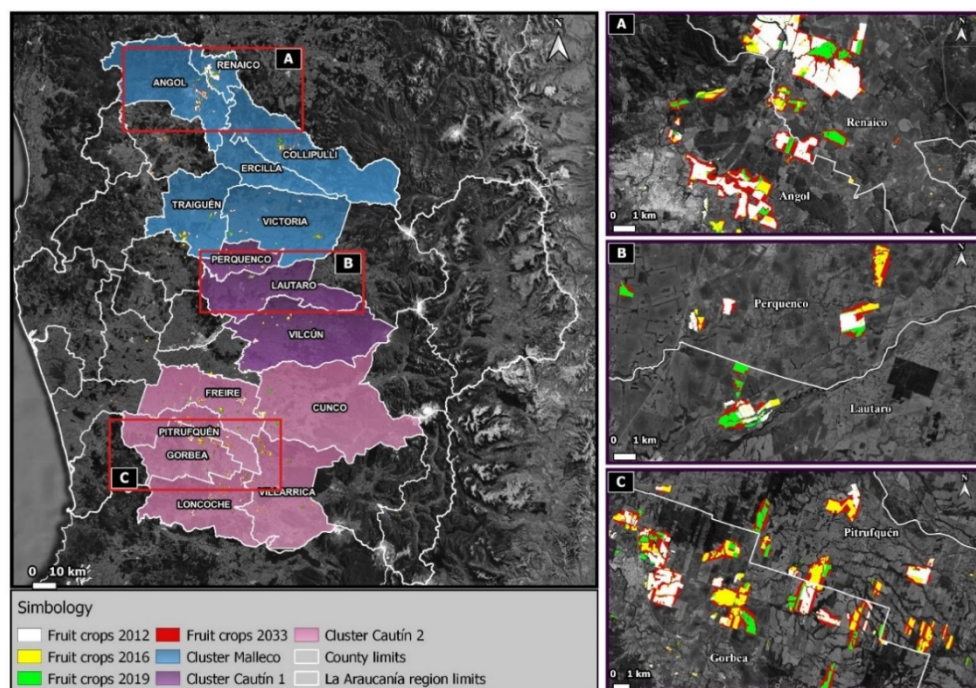 N
A
RENAICO
ANGOL
COLLIPULLI
ERCILLA
TRAIGUÉN
VICTORIA
PERQUENCO
B
LAUTARO
VILCÚN
FREIRE
CUNCO
PITRUFQUÉN
GORBEA
C
VILLARRICA
LONCOCHE
0 10 km
A
N
Renaico
Angol
0 1 km
B
N
Perquenco
Lautaro
0 1 km
C
N
Pitrufquén
Gorbea
0 1 km
Simbology
Fruit crops 2012
Fruit crops 2033
Cluster Cautín 2
Fruit crops 2016
Cluster Malleco
County limits
Fruit crops 2019
Cluster Cautín 1
La Araucanía region limits